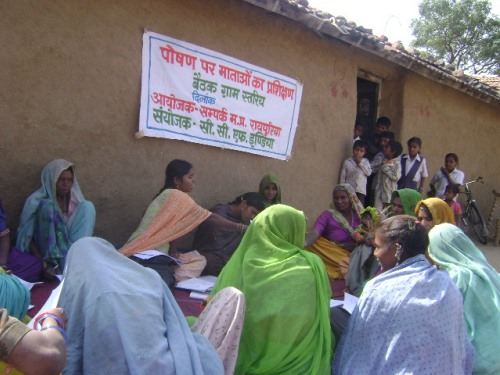 पोषण पर माताओं का प्रशिक्षण
बैठक ग्राम स्तरिय
दिनांक
आयोजक- सम्पर्क म.प्र. रायपुरिया
संयोजक- सी. सी. एफ. इण्डिया